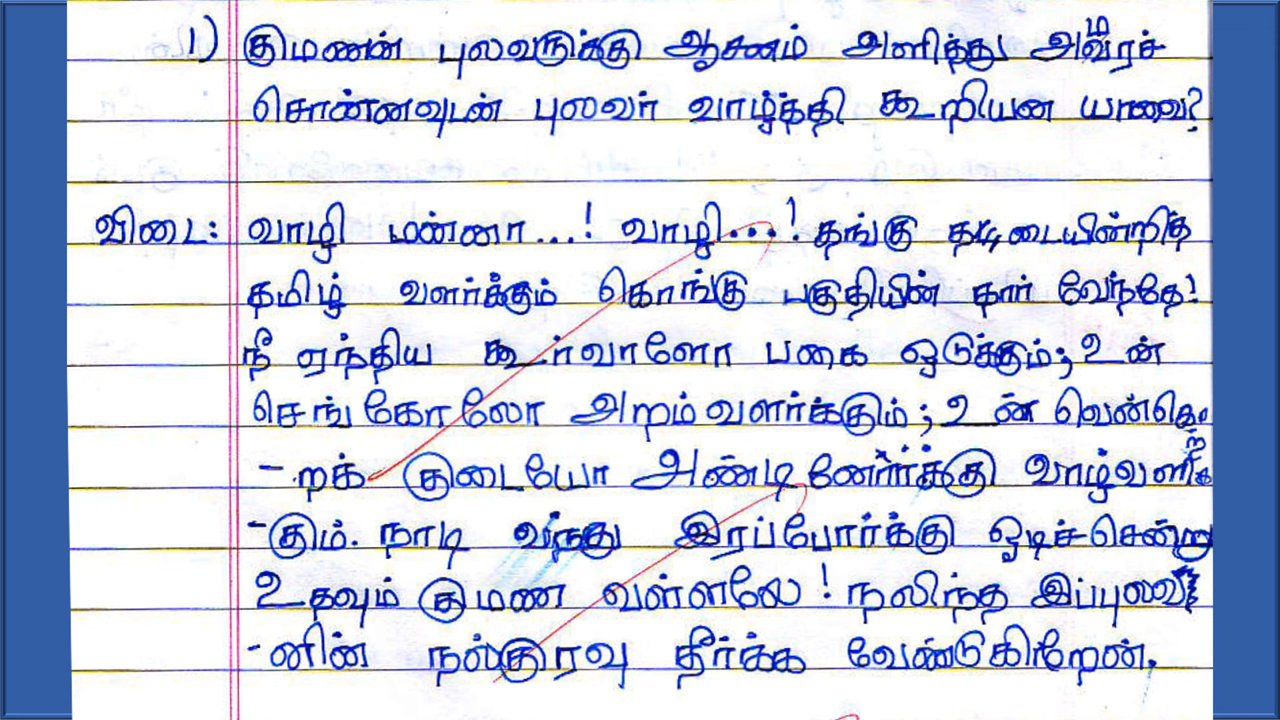 1) குமணன் புலவருக்கு ஆசனம் அளித்து அமரச்
சொன்னவுடன் புலவர் வாழ்த்தி கூறியன யாவை?
விடை: வாழி மன்னா...! வாழி...! தங்கு தடையின்றித்
தமிழ் வளர்க்கும் கொங்கு பகுதியின் தார் வேந்தே!
நீ ஏந்திய கூர்வாளோ பகை ஒடுக்கும்; உன்
செங்கோலோ அறம் வளர்க்கும்; உன் வெண்கொ
-றக் குடையோ அண்டினோர்க்கு வாழ்வளிக்
-கும். நாடி வந்து இரப்போர்க்கு ஓடிச்சென்று
உதவும் குமண வள்ளலே! நலிந்த இப்புலவ
-னின் நல்குரவு தீர்க்க வேண்டுகிறேன்.